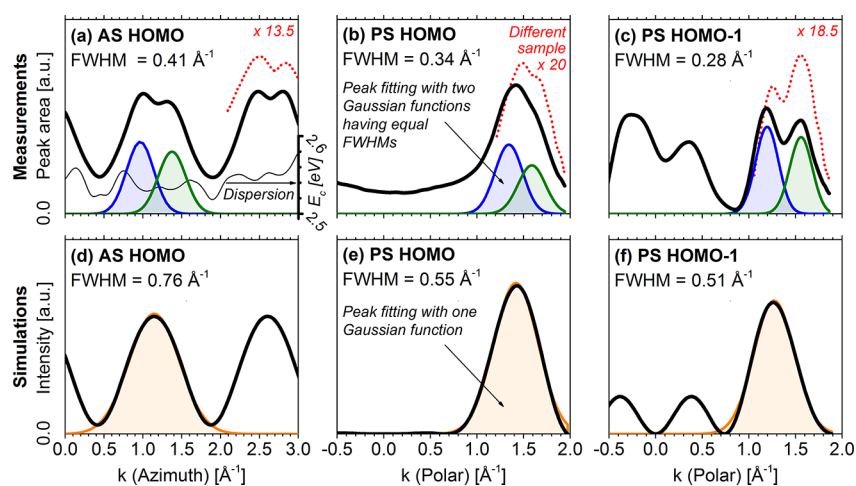 (a) AS HOMO
FWHM = 0.41 Å⁻¹
x 13.5
Dispersion
2.6
2.5
E_c [eV]
(b) PS HOMO
FWHM = 0.34 Å⁻¹
Different
sample
x 20
Peak fitting with two
Gaussian functions
having equal
FWHMs
(c) PS HOMO-1
FWHM = 0.28 Å⁻¹
x 18.5
Measurements
Peak area [a.u.]
0.0
(d) AS HOMO
FWHM = 0.76 Å⁻¹
(e) PS HOMO
FWHM = 0.55 Å⁻¹
Peak fitting with one
Gaussian function
(f) PS HOMO-1
FWHM = 0.51 Å⁻¹
Simulations
Intensity [a.u.]
0.0
0.0 0.5 1.0 1.5 2.0 2.5 3.0
k (Azimuth) [Å⁻¹]
-0.5 0.0 0.5 1.0 1.5 2.0
k (Polar) [Å⁻¹]
-0.5 0.0 0.5 1.0 1.5 2.0
k (Polar) [Å⁻¹]